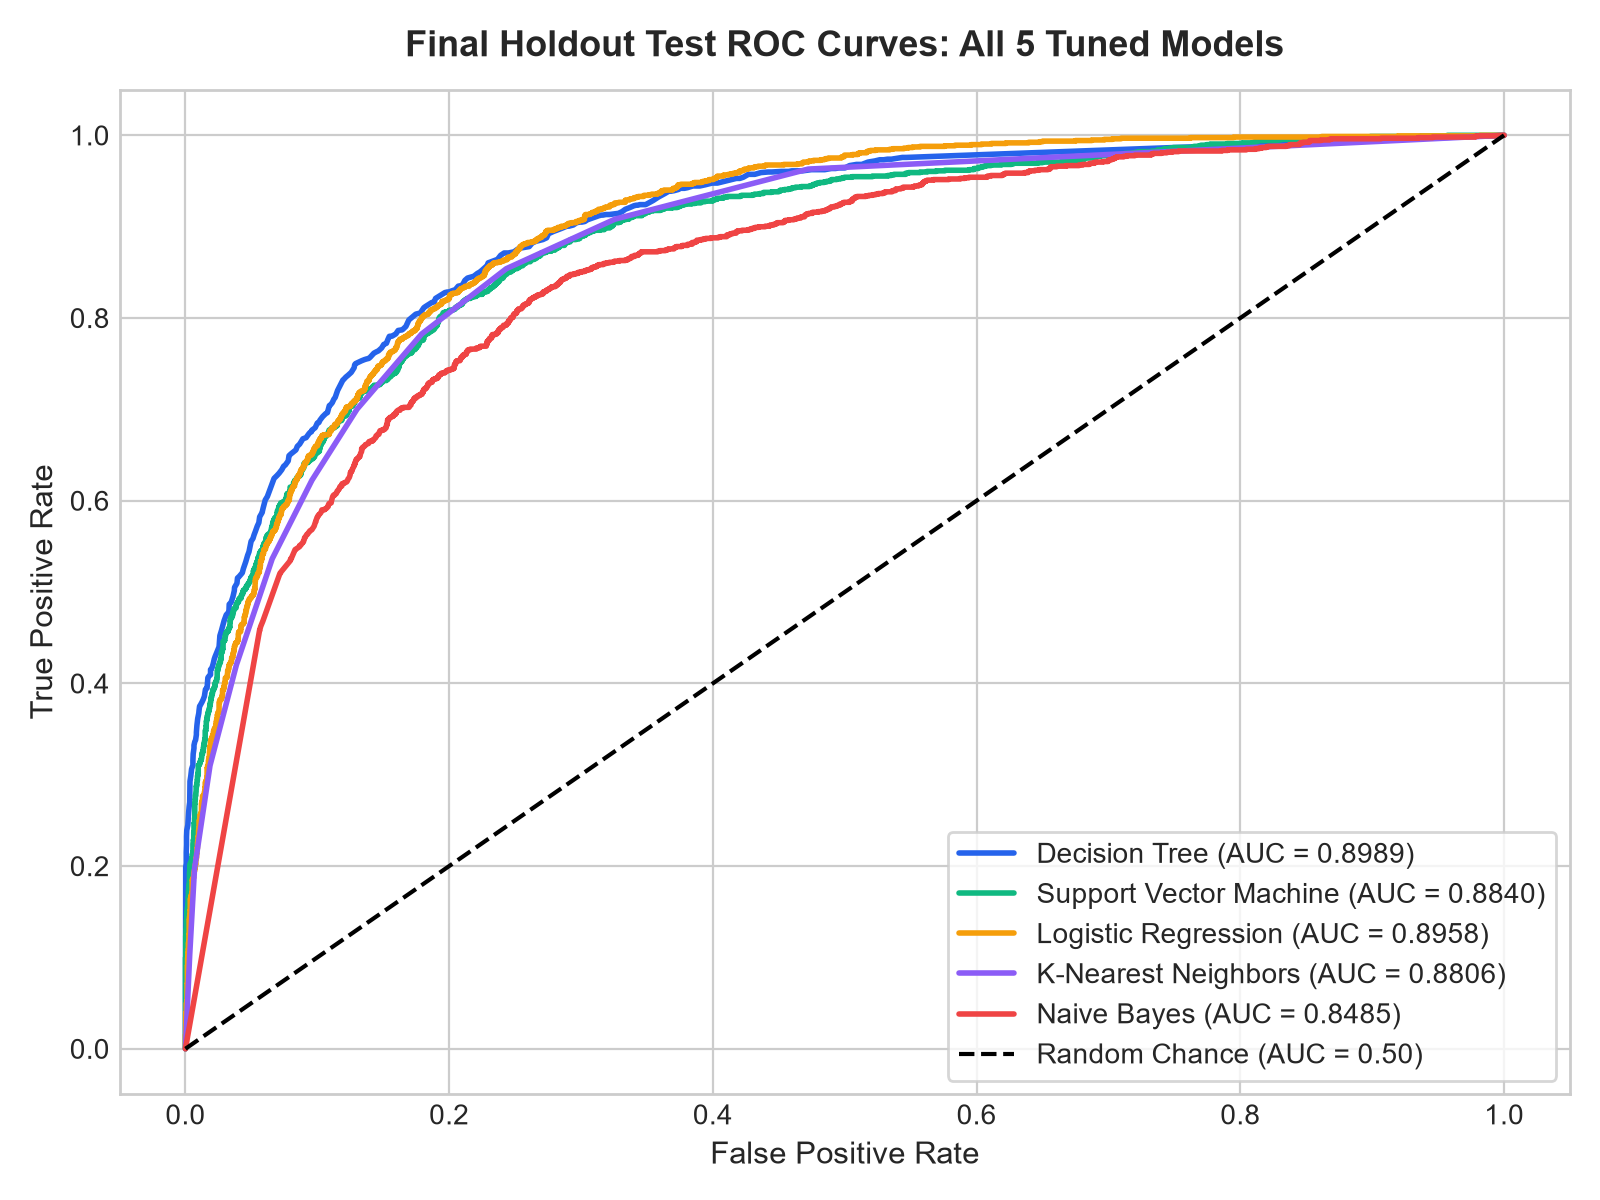 Final Holdout Test ROC Curves: All 5 Tuned Models
True Positive Rate
1.0
0.8
0.6
0.4
0.2
0.0
0.0 0.2 0.4 0.6 0.8 1.0
False Positive Rate
Decision Tree (AUC = 0.8989)
Support Vector Machine (AUC = 0.8840)
Logistic Regression (AUC = 0.8958)
K-Nearest Neighbors (AUC = 0.8806)
Naive Bayes (AUC = 0.8485)
Random Chance (AUC = 0.50)